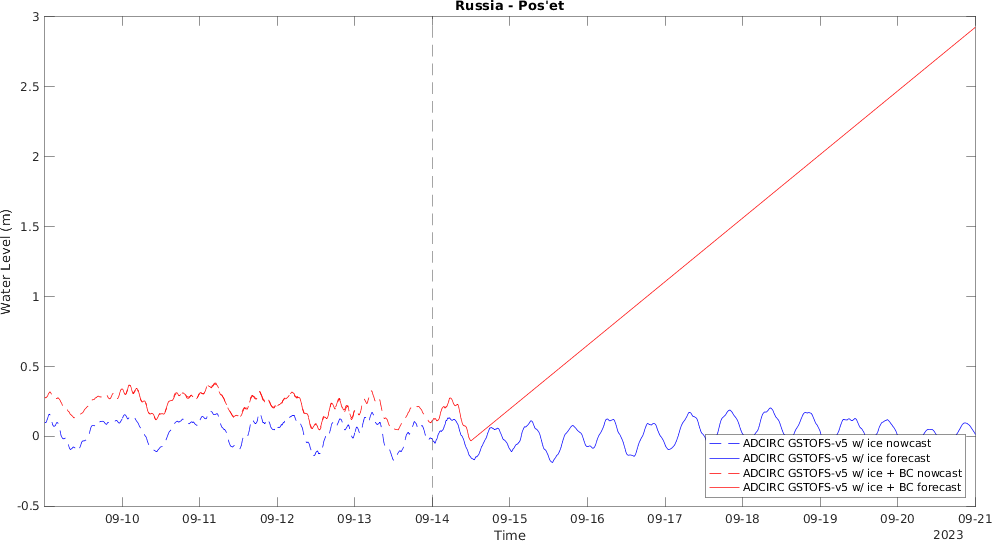 Russia - Pos'et
3
2.5
2
1.5
1
0.5
0
-0.5
Water Level (m)
ADCIRC GSTOFS-v5 w/ ice nowcast
ADCIRC GSTOFS-v5 w/ ice forecast
ADCIRC GSTOFS-v5 w/ ice + BC nowcast
ADCIRC GSTOFS-v5 w/ ice + BC forecast
09-10 09-11 09-12 09-13 09-14 09-15 09-16 09-17 09-18 09-19 09-20 09-21
Time
2023